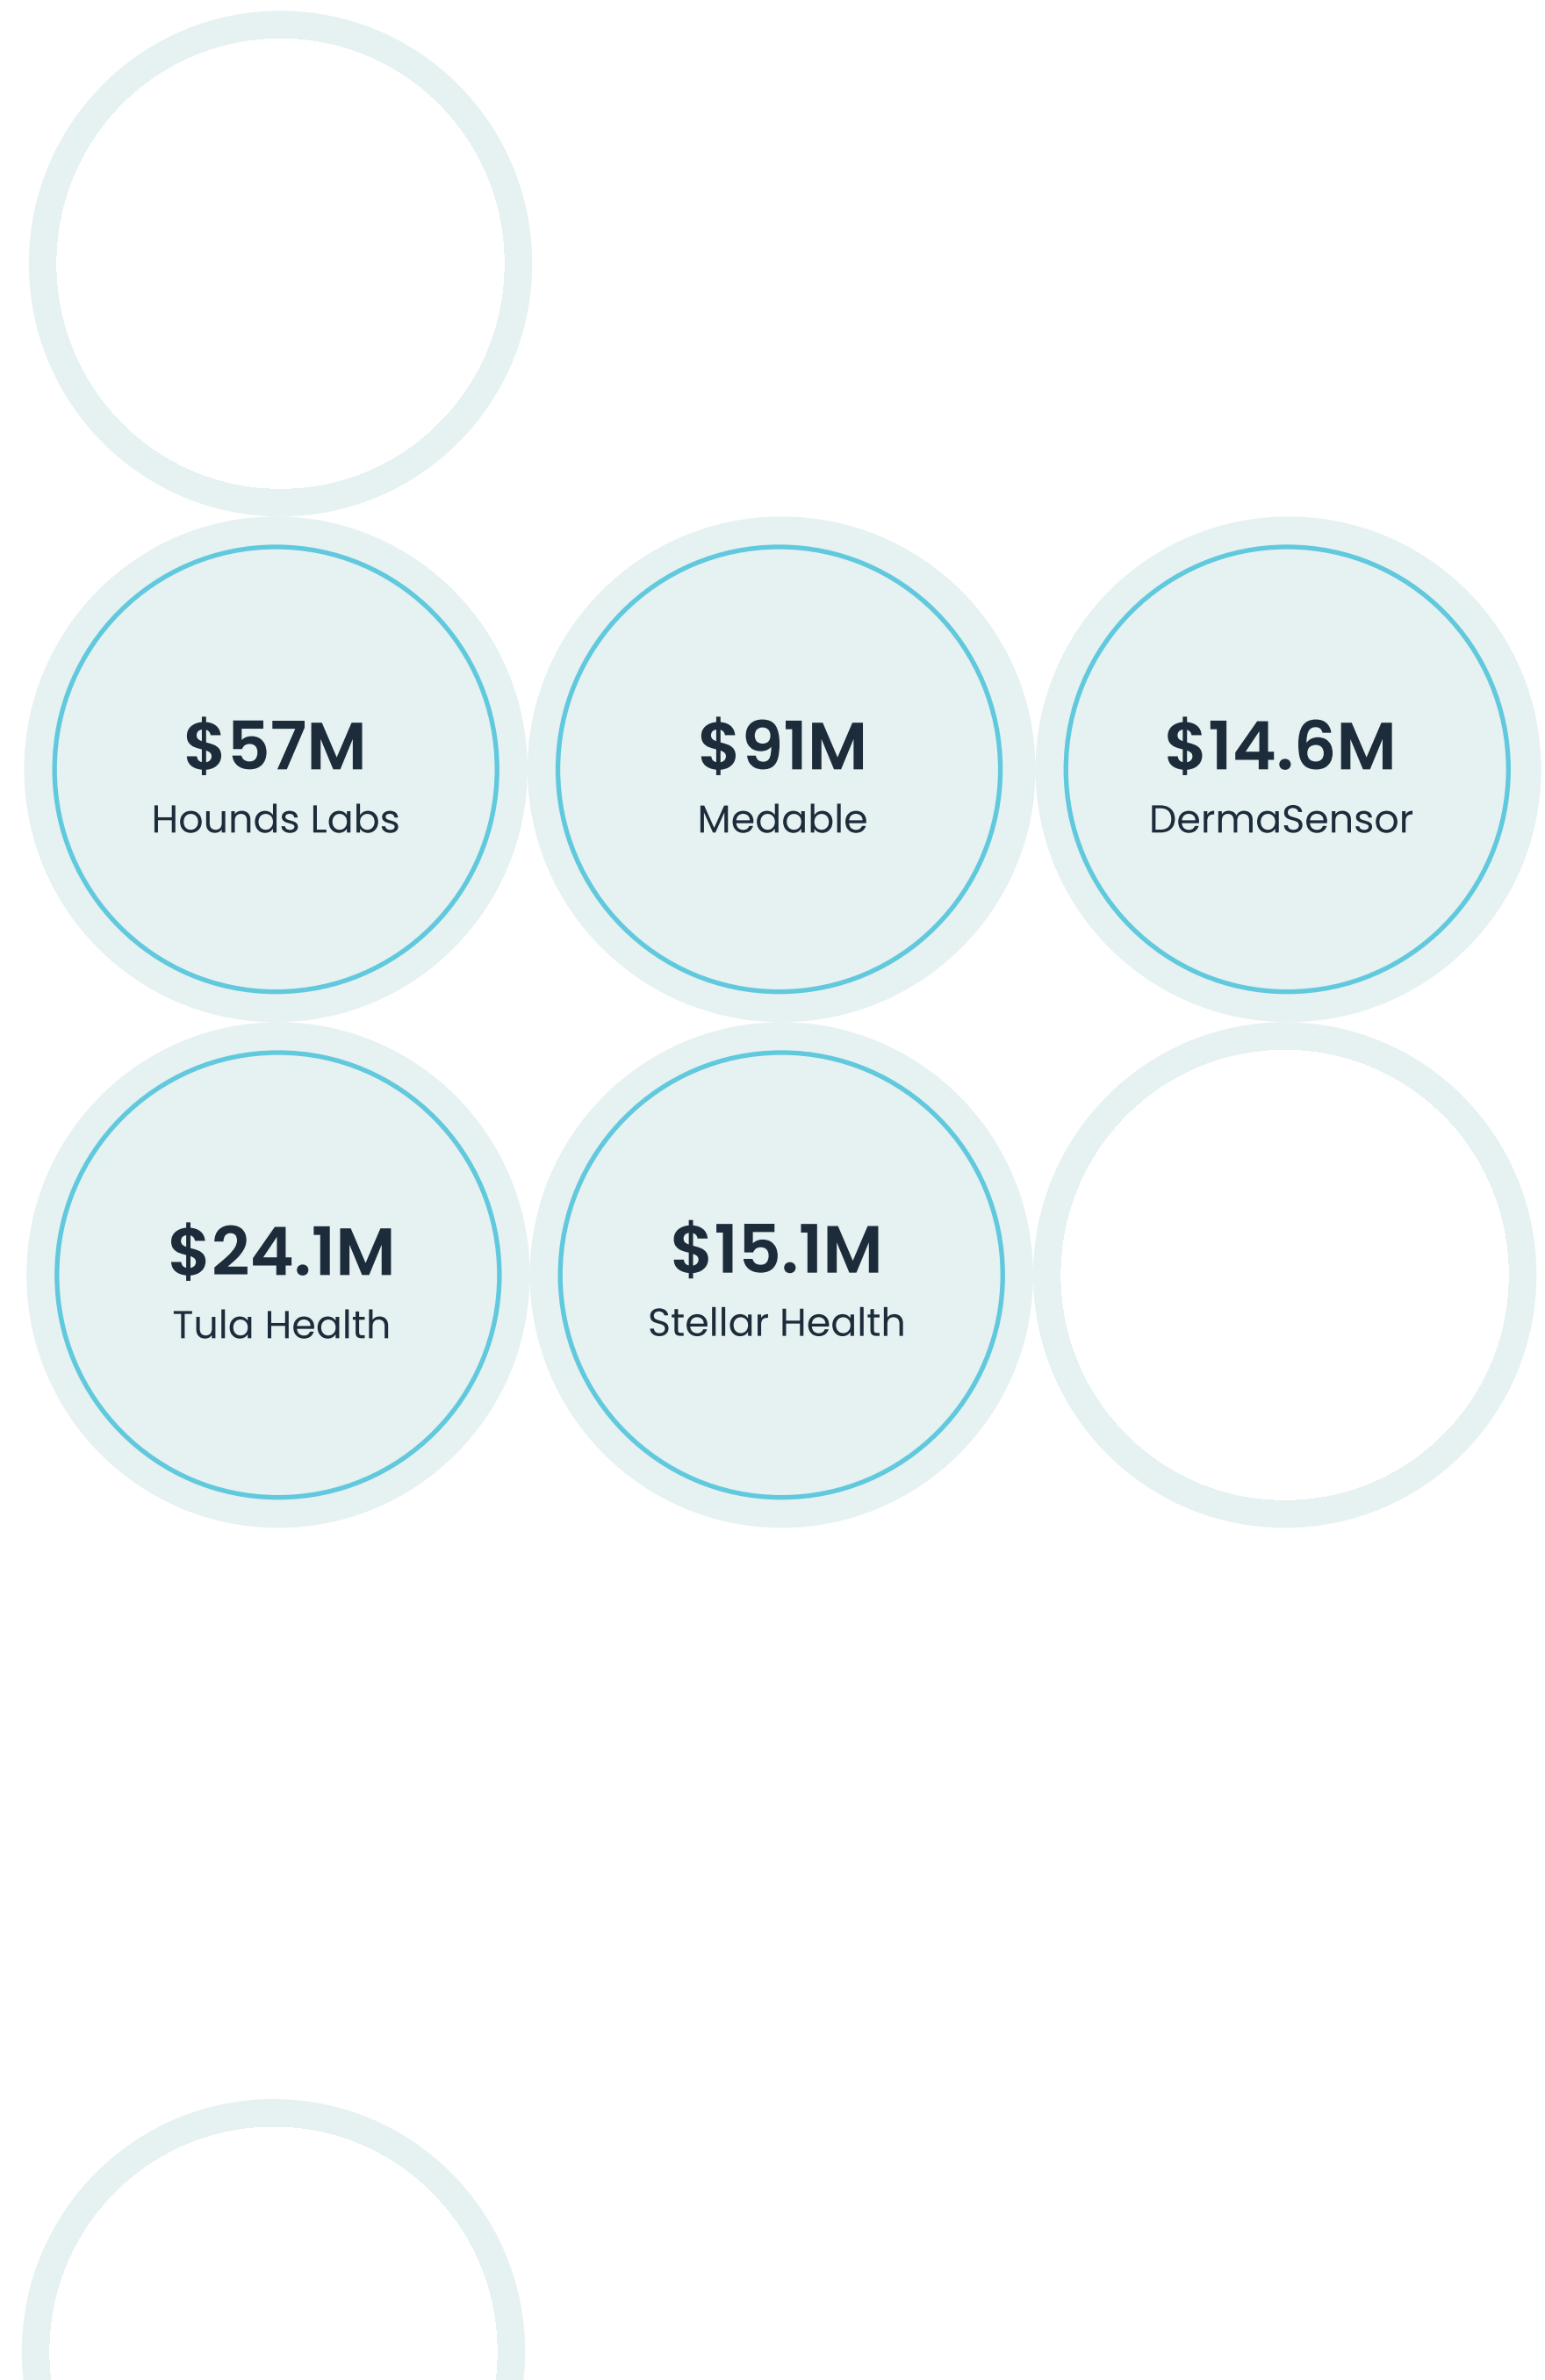 $57M
Hounds Labs
$91M
Medable
$14.6M
DermaSensor
$24.1M
Tula Health
$15.1M
Stellar Health